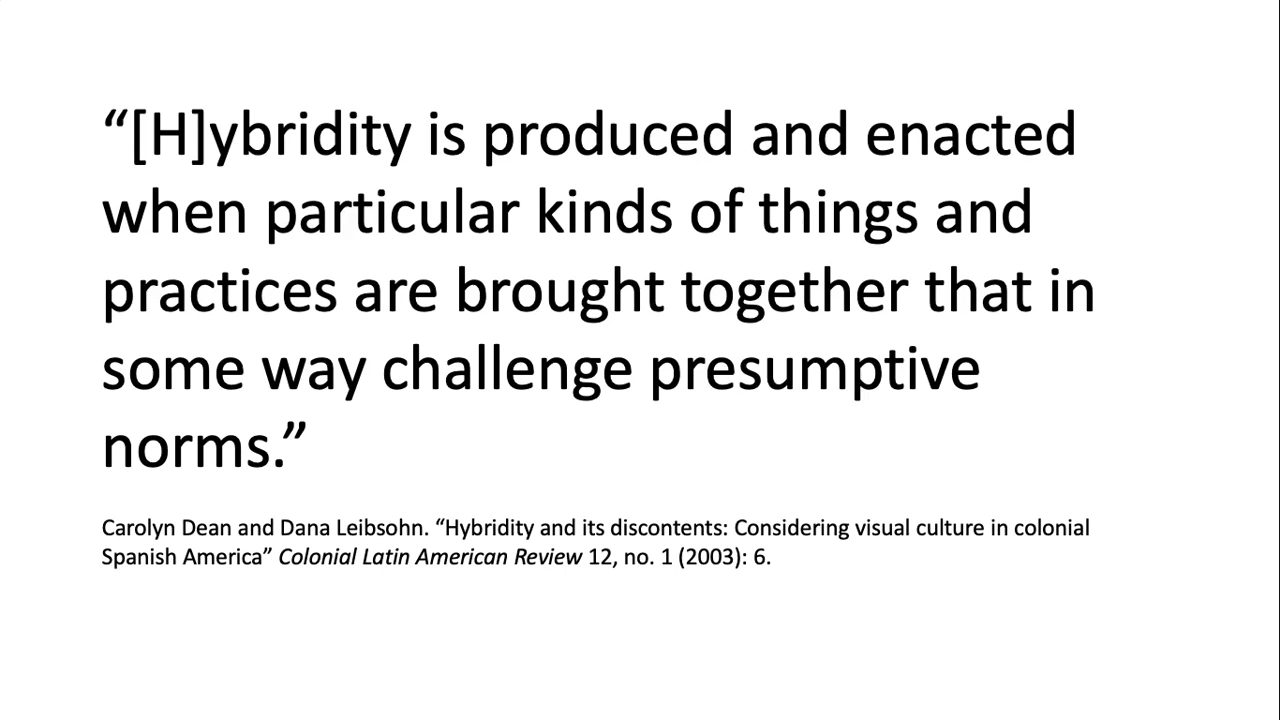 “[H]ybridity is produced and enacted
when particular kinds of things and
practices are brought together that in
some way challenge presumptive
norms.”
Carolyn Dean and Dana Leibsohn. “Hybridity and its discontents: Considering visual culture in colonial
Spanish America” Colonial Latin American Review 12, no. 1 (2003): 6.